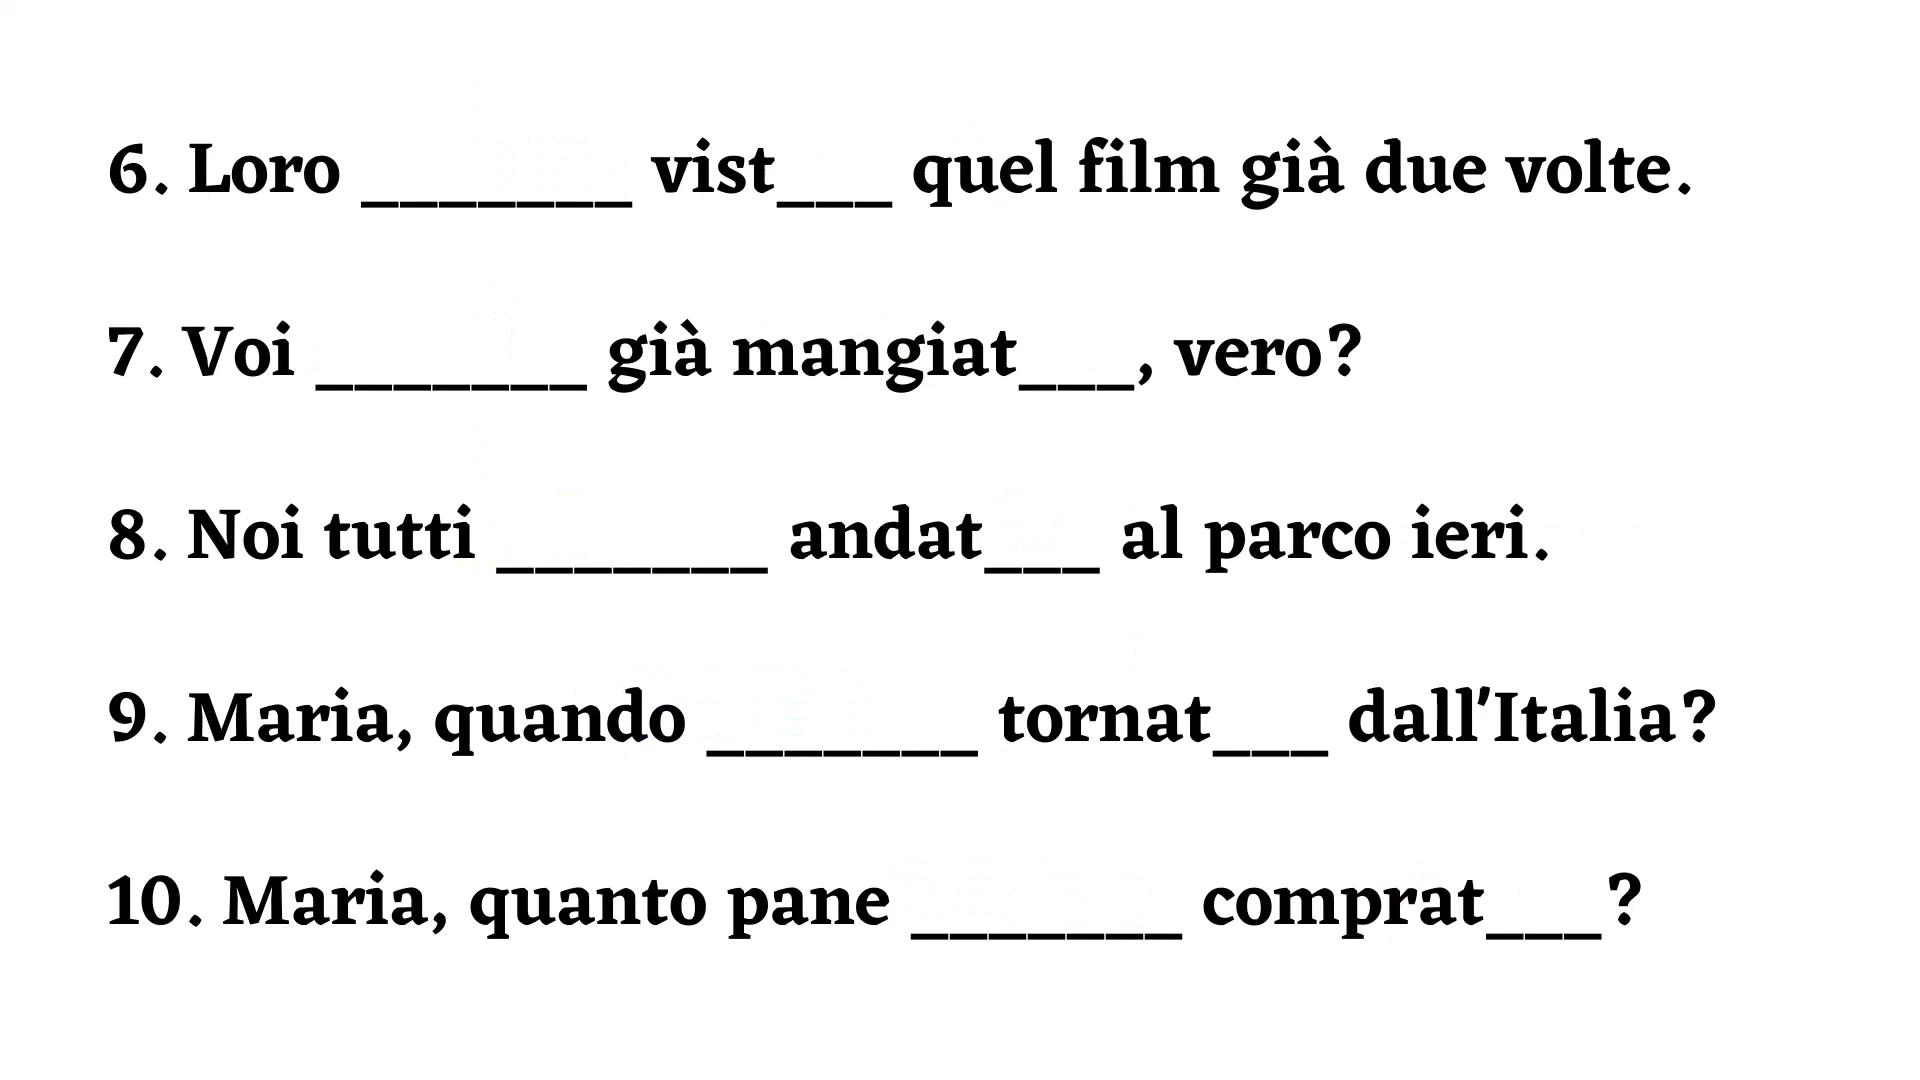 6. Loro _______ vist___ quel film già due volte.
7. Voi _______ già mangiat___, vero?
8. Noi tutti _______ andat___ al parco ieri.
9. Maria, quando _______ tornat___ dall'Italia?
10. Maria, quanto pane _______ comprat___?